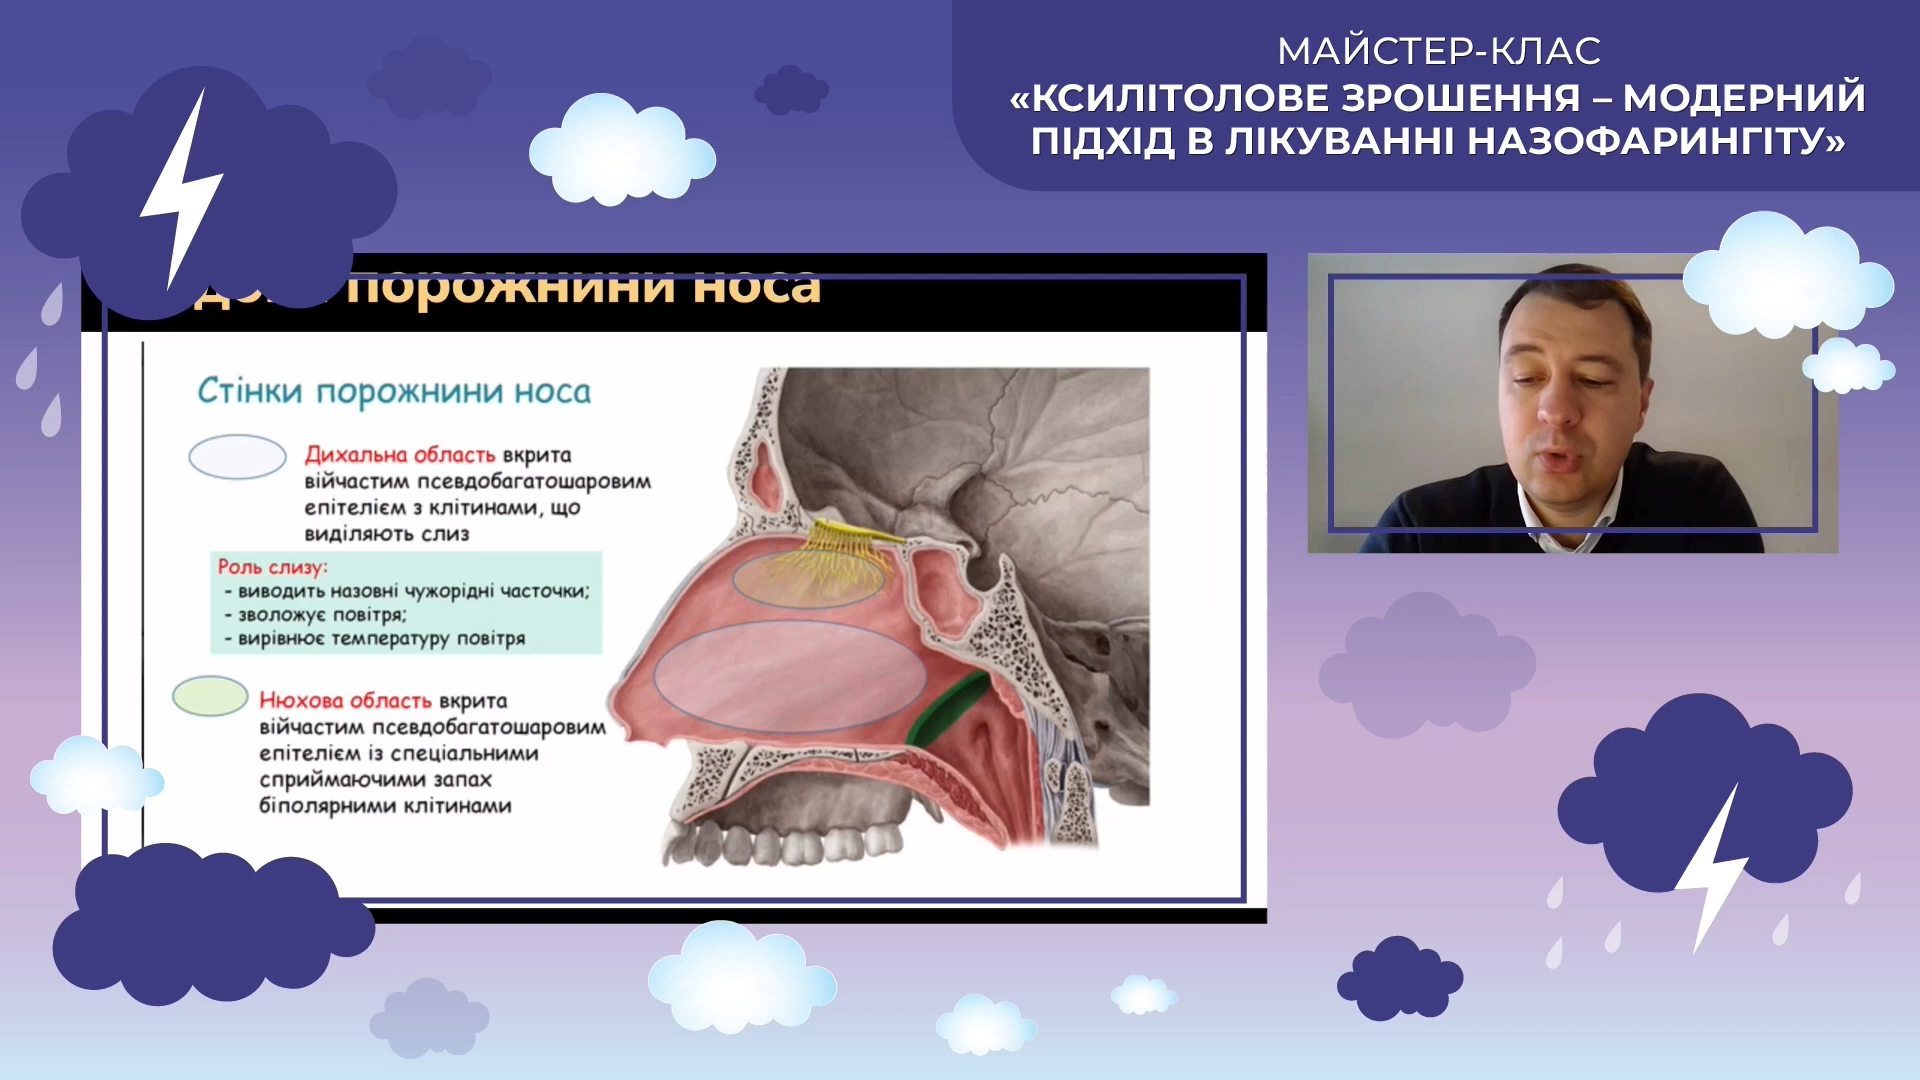 МАЙСТЕР-КЛАС
«КСИЛІТОЛОВЕ ЗРОШЕННЯ – МОДЕРНИЙ
ПІДХІД В ЛІКУВАННІ НАЗОФАРИНГІТУ»
порожнини носа
Стінки порожнини носа
Дихальна область вкрита
війчастим псевдобагатошаровим
епітелієм з клітинами, що
виділяють слиз
Роль слизу:
- виводить назовні чужорідні часточки;
- зволожує повітря;
- вирівнює температуру повітря
Нюхова область вкрита
війчастим псевдобагатошаровим
епітелієм із спеціальними
сприймаючими запах
біполярними клітинами